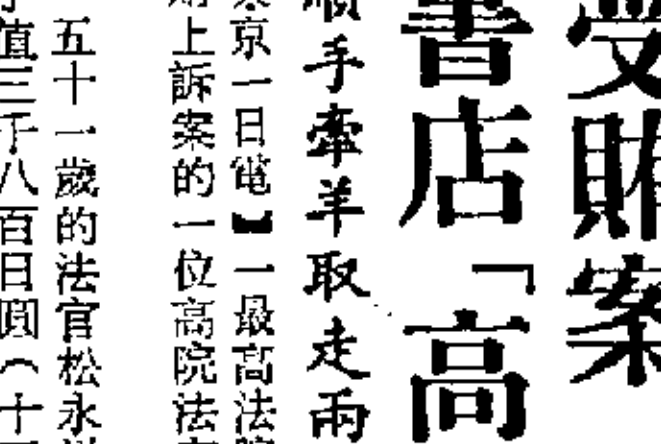 受賄案
書店「高
順手牽羊取走兩
京一日電】一最高法院
上訴案的一位高院法
五十一歲的法官松永
值三千八百日圓(十